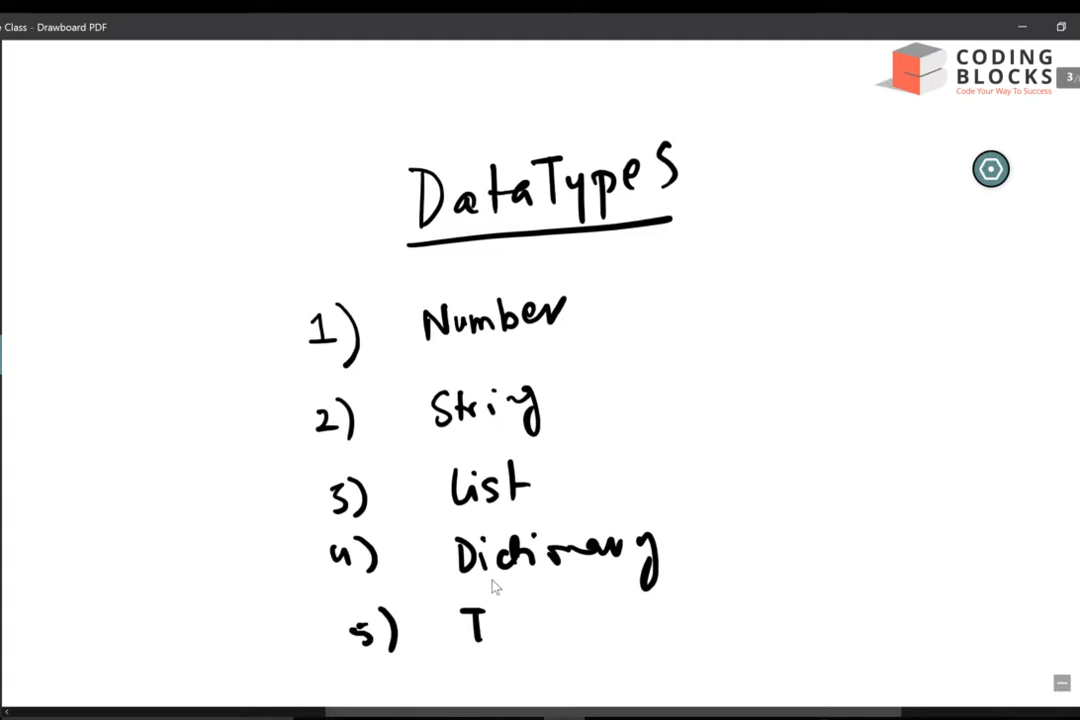 e Class - Drawboard PDF
CODING
BLOCKS
Code Your Way To Success
3/
DataTypes
1) Number
2) String
3) List
4) Dictionary
5) T